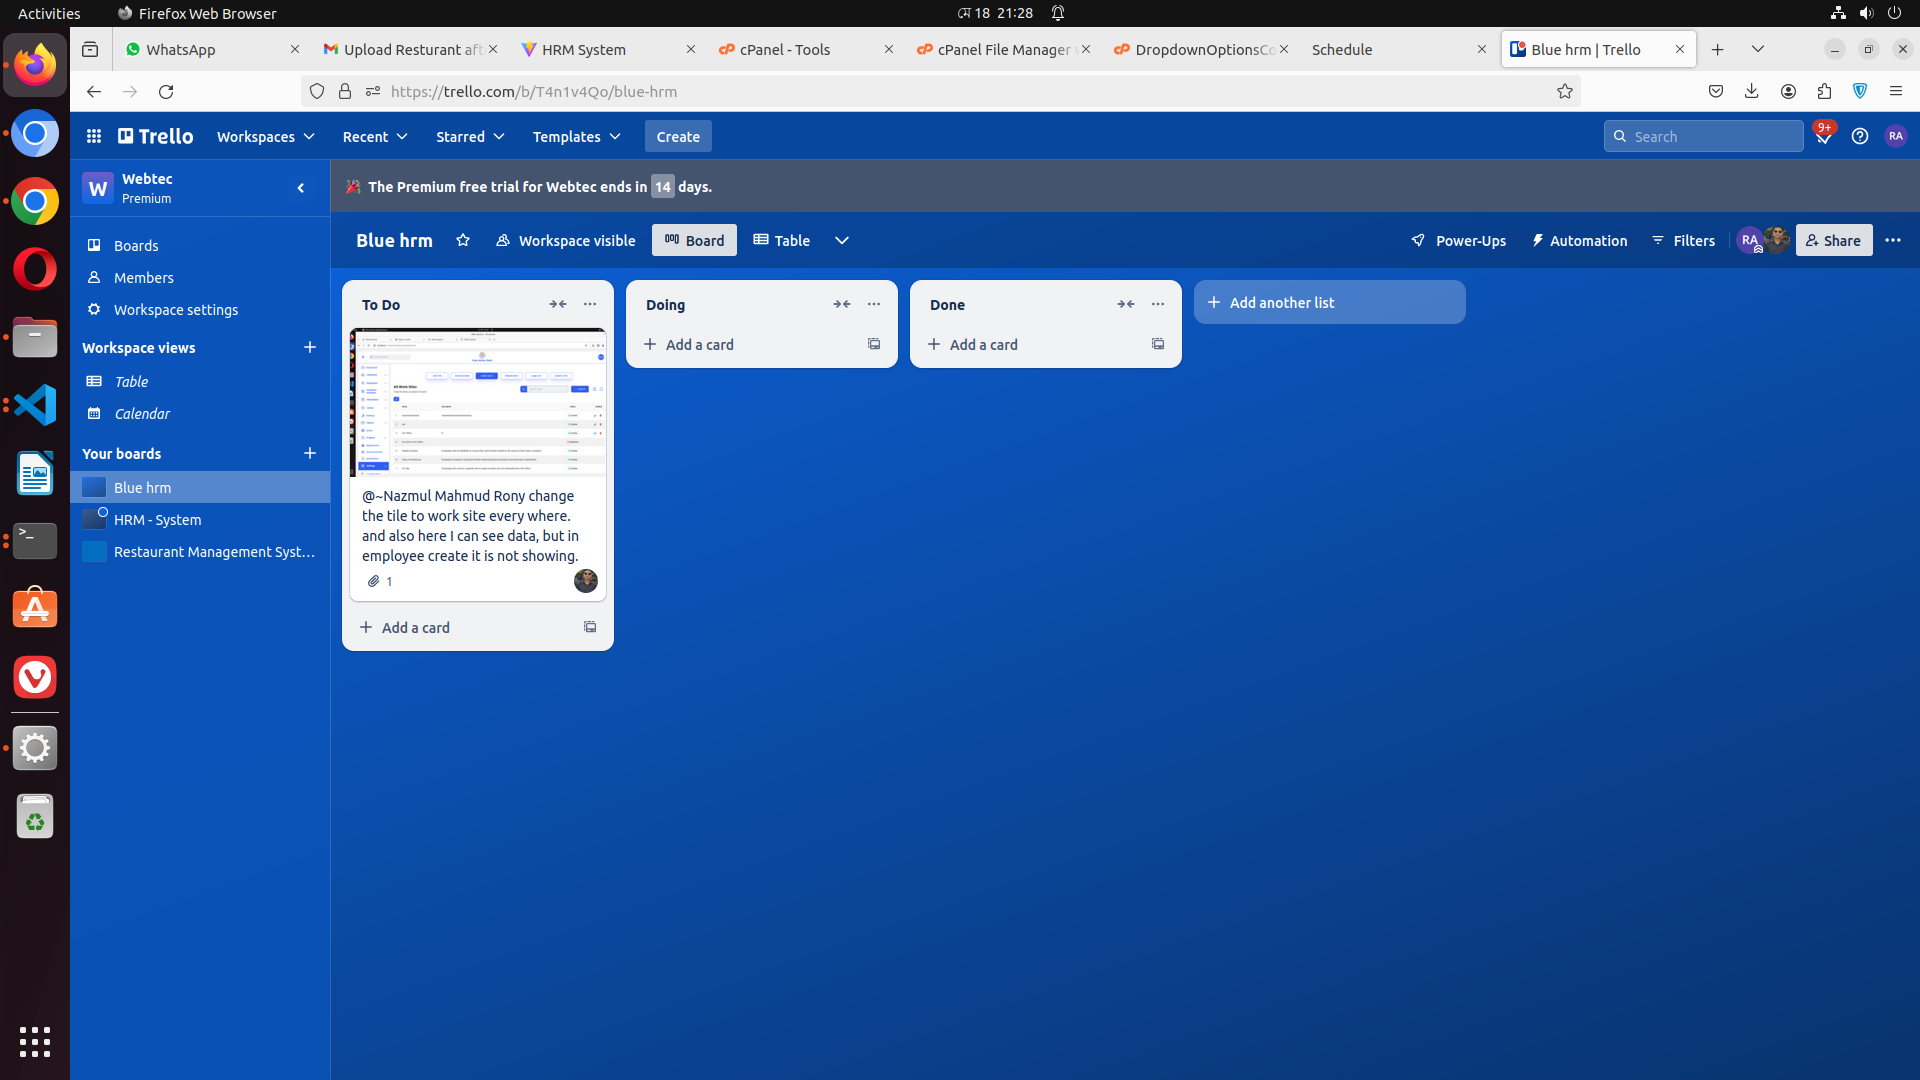 Activities
Firefox Web Browser
21:28
WhatsApp
Upload Resturant aft
HRM System
cPanel - Tools
cPanel File Manager
DropdownOptionsCo
Schedule
Blue hrm | Trello
https://trello.com/b/T4n1v4Qo/blue-hrm
Trello
Workspaces
Recent
Starred
Templates
Create
Search
9+
RA
W
Webtec
Premium
The Premium free trial for Webtec ends in 14 days.
Blue hrm
Workspace visible
Board
Table
Power-Ups
Automation
Filters
RA
Share
Boards
Members
Workspace settings
Workspace views
Table
Calendar
Your boards
Blue hrm
HRM - System
Restaurant Management Syst...
To Do
@~Nazmul Mahmud Rony change
the tile to work site every where.
and also here I can see data, but in
employee create it is not showing.
1
Add a card
Doing
Add a card
Done
Add a card
Add another list